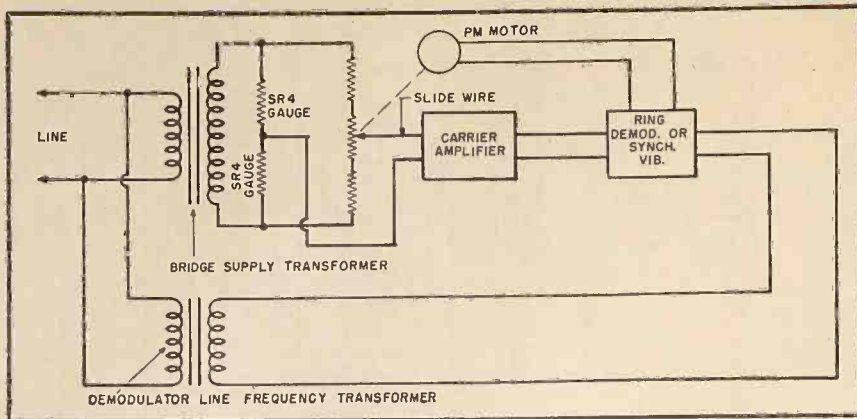 PM MOTOR
SR4
GAUGE
SLIDE WIRE
LINE
SR4
GAUGE
CARRIER
AMPLIFIER
RING
DEMOD. OR
SYNCH.
VIB.
BRIDGE SUPPLY TRANSFORMER
DEMODULATOR LINE FREQUENCY TRANSFORMER